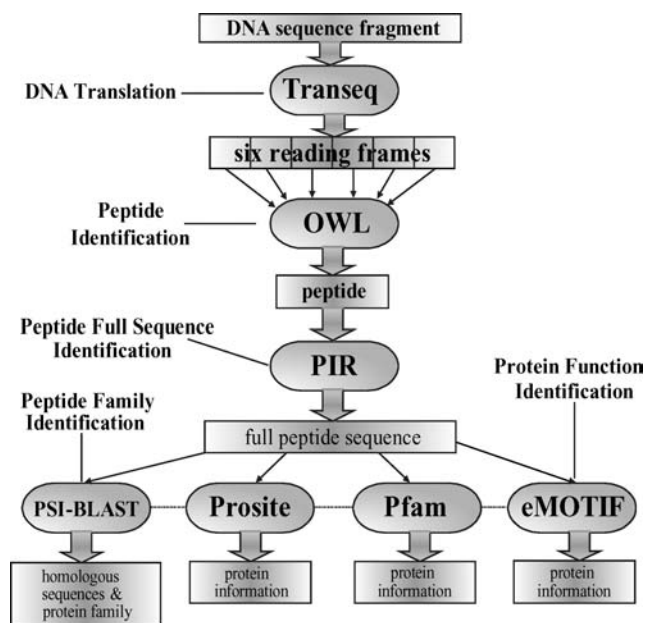 DNA sequence fragment
DNA Translation
Transeq
six reading frames
Peptide
Identification
OWL
peptide
Peptide Full Sequence
Identification
PIR
Protein Function
Identification
Peptide Family
Identification
full peptide sequence
PSI-BLAST
Prosite
Pfam
eMOTIF
homologous
sequences &
protein family
protein
information
protein
information
protein
information